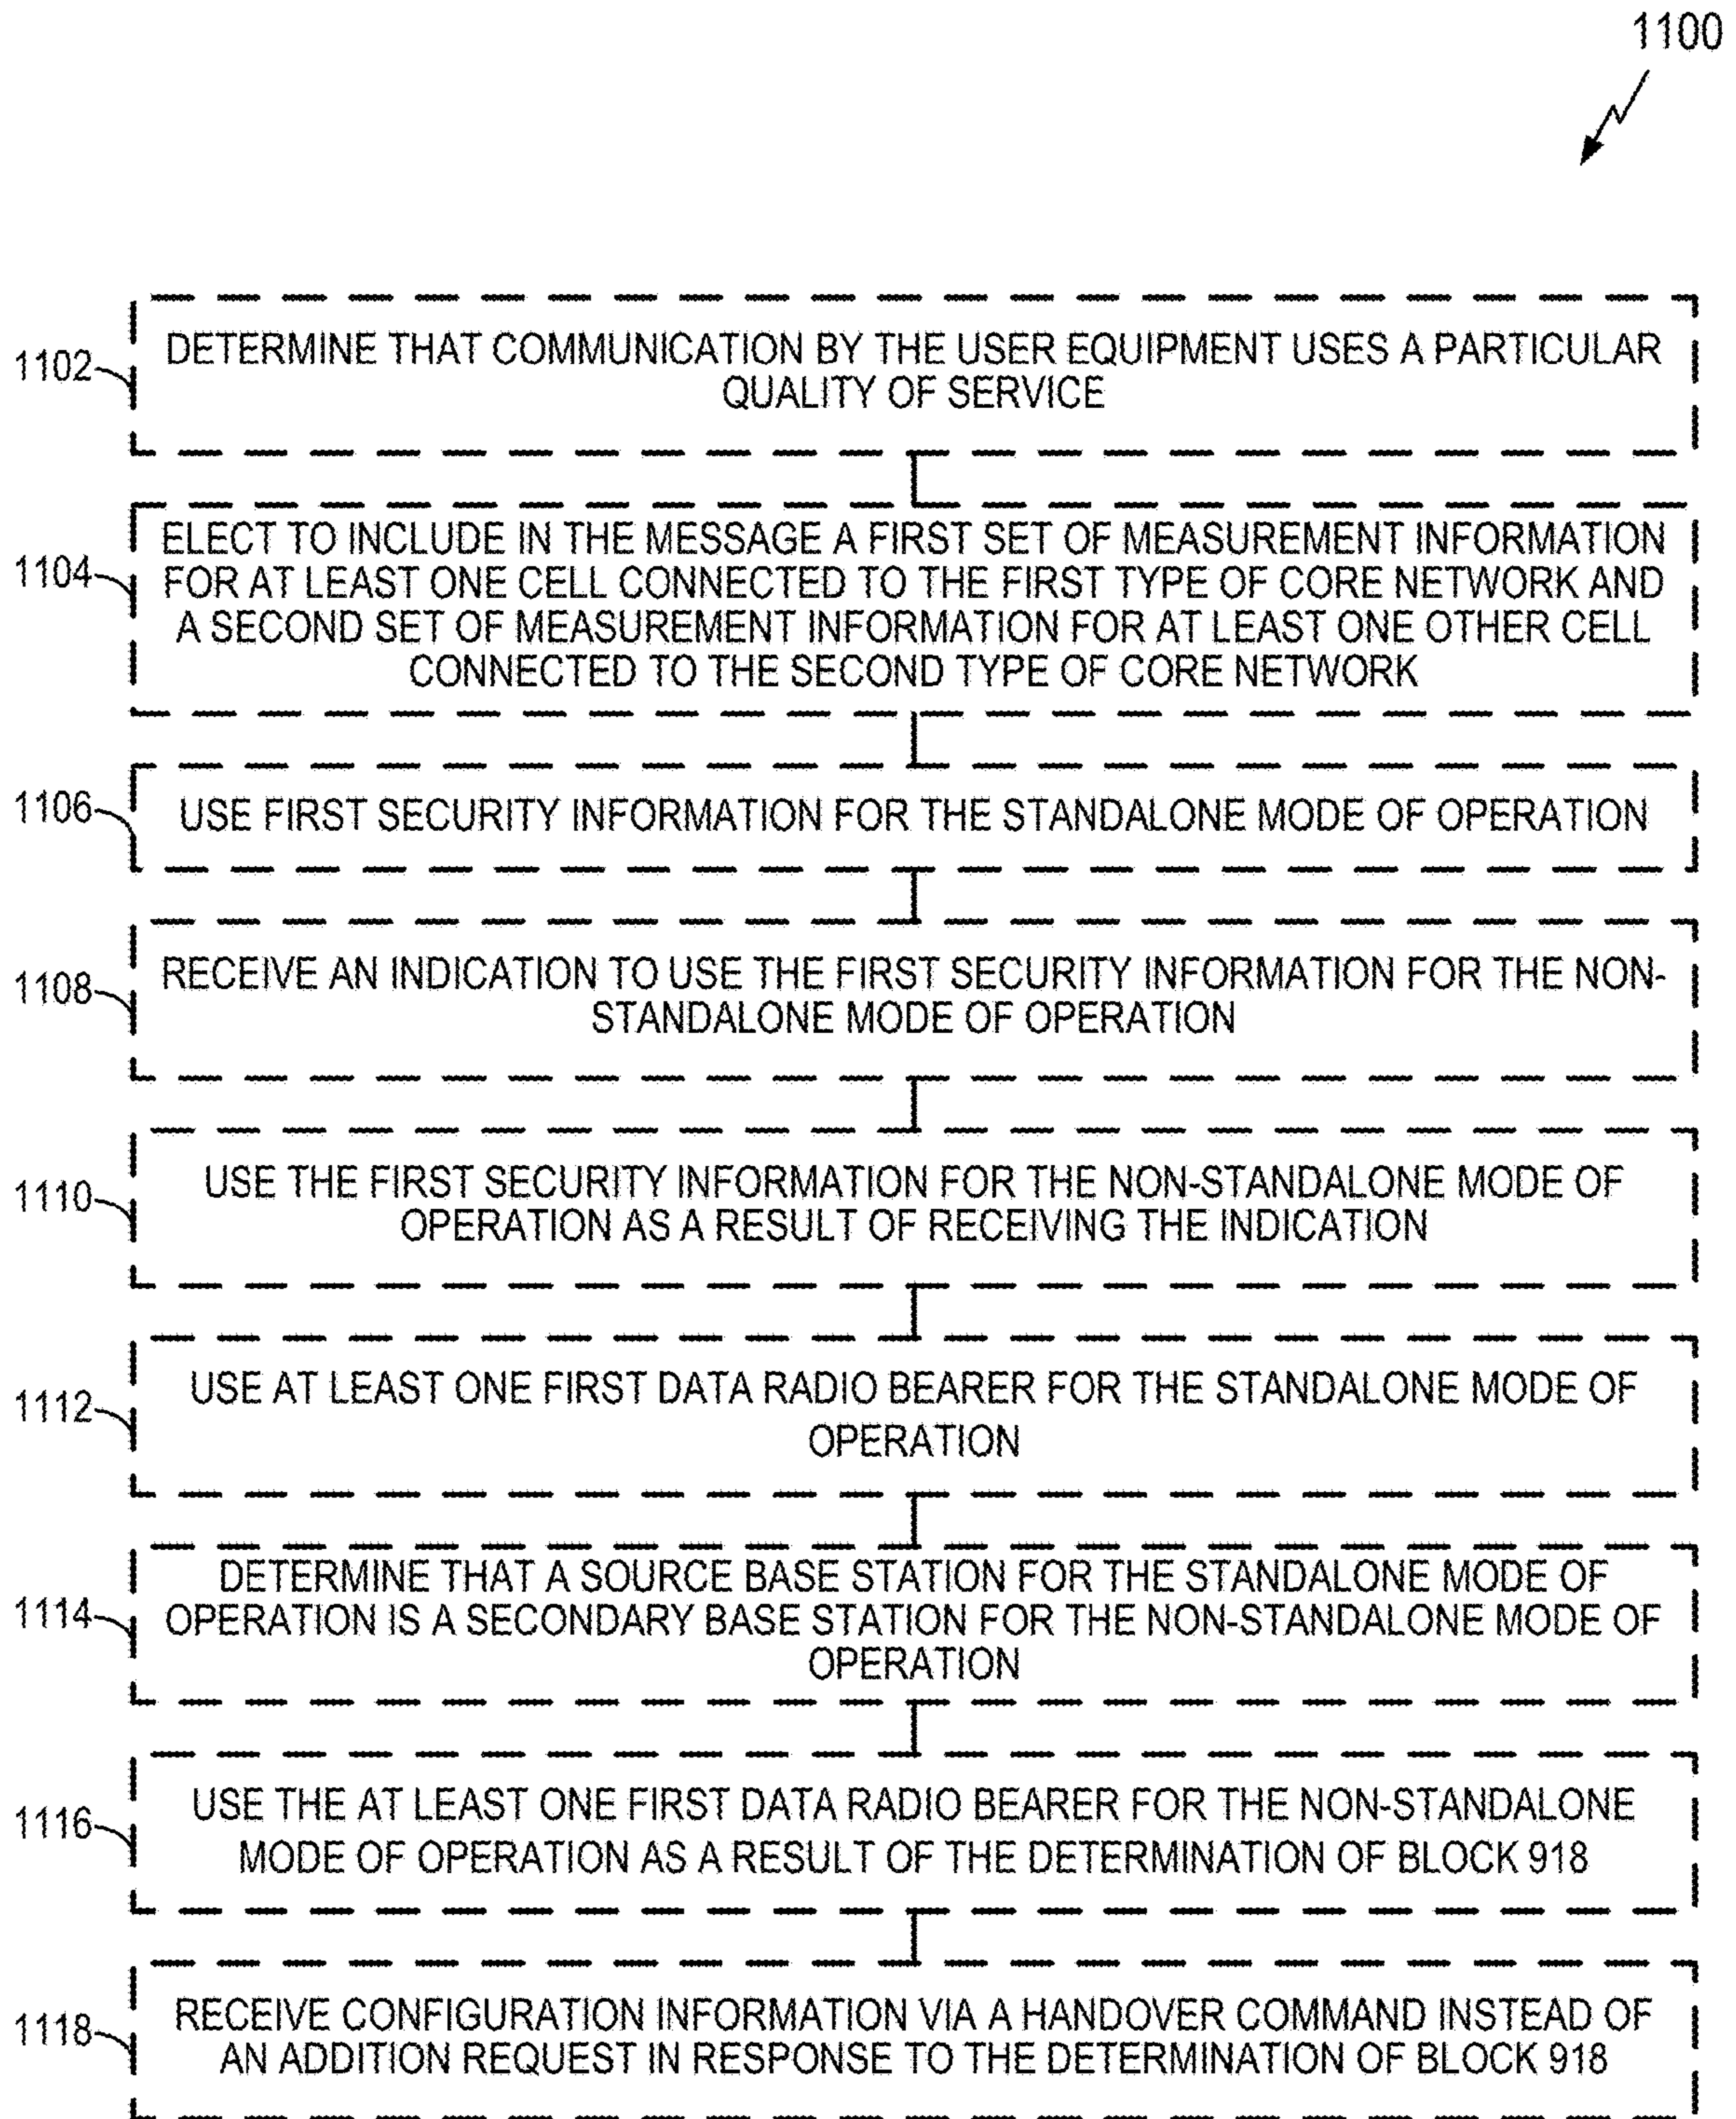 1100
1102
DETERMINE THAT COMMUNICATION BY THE USER EQUIPMENT USES A PARTICULAR
QUALITY OF SERVICE
1104
ELECT TO INCLUDE IN THE MESSAGE A FIRST SET OF MEASUREMENT INFORMATION
FOR AT LEAST ONE CELL CONNECTED TO THE FIRST TYPE OF CORE NETWORK AND
A SECOND SET OF MEASUREMENT INFORMATION FOR AT LEAST ONE OTHER CELL
CONNECTED TO THE SECOND TYPE OF CORE NETWORK
1106
USE FIRST SECURITY INFORMATION FOR THE STANDALONE MODE OF OPERATION
1108
RECEIVE AN INDICATION TO USE THE FIRST SECURITY INFORMATION FOR THE NON-
STANDALONE MODE OF OPERATION
1110
USE THE FIRST SECURITY INFORMATION FOR THE NON-STANDALONE MODE OF
OPERATION AS A RESULT OF RECEIVING THE INDICATION
1112
USE AT LEAST ONE FIRST DATA RADIO BEARER FOR THE STANDALONE MODE OF
OPERATION
1114
DETERMINE THAT A SOURCE BASE STATION FOR THE STANDALONE MODE OF
OPERATION IS A SECONDARY BASE STATION FOR THE NON-STANDALONE MODE OF
OPERATION
1116
USE THE AT LEAST ONE FIRST DATA RADIO BEARER FOR THE NON-STANDALONE
MODE OF OPERATION AS A RESULT OF THE DETERMINATION OF BLOCK 918
1118
RECEIVE CONFIGURATION INFORMATION VIA A HANDOVER COMMAND INSTEAD OF
AN ADDITION REQUEST IN RESPONSE TO THE DETERMINATION OF BLOCK 918